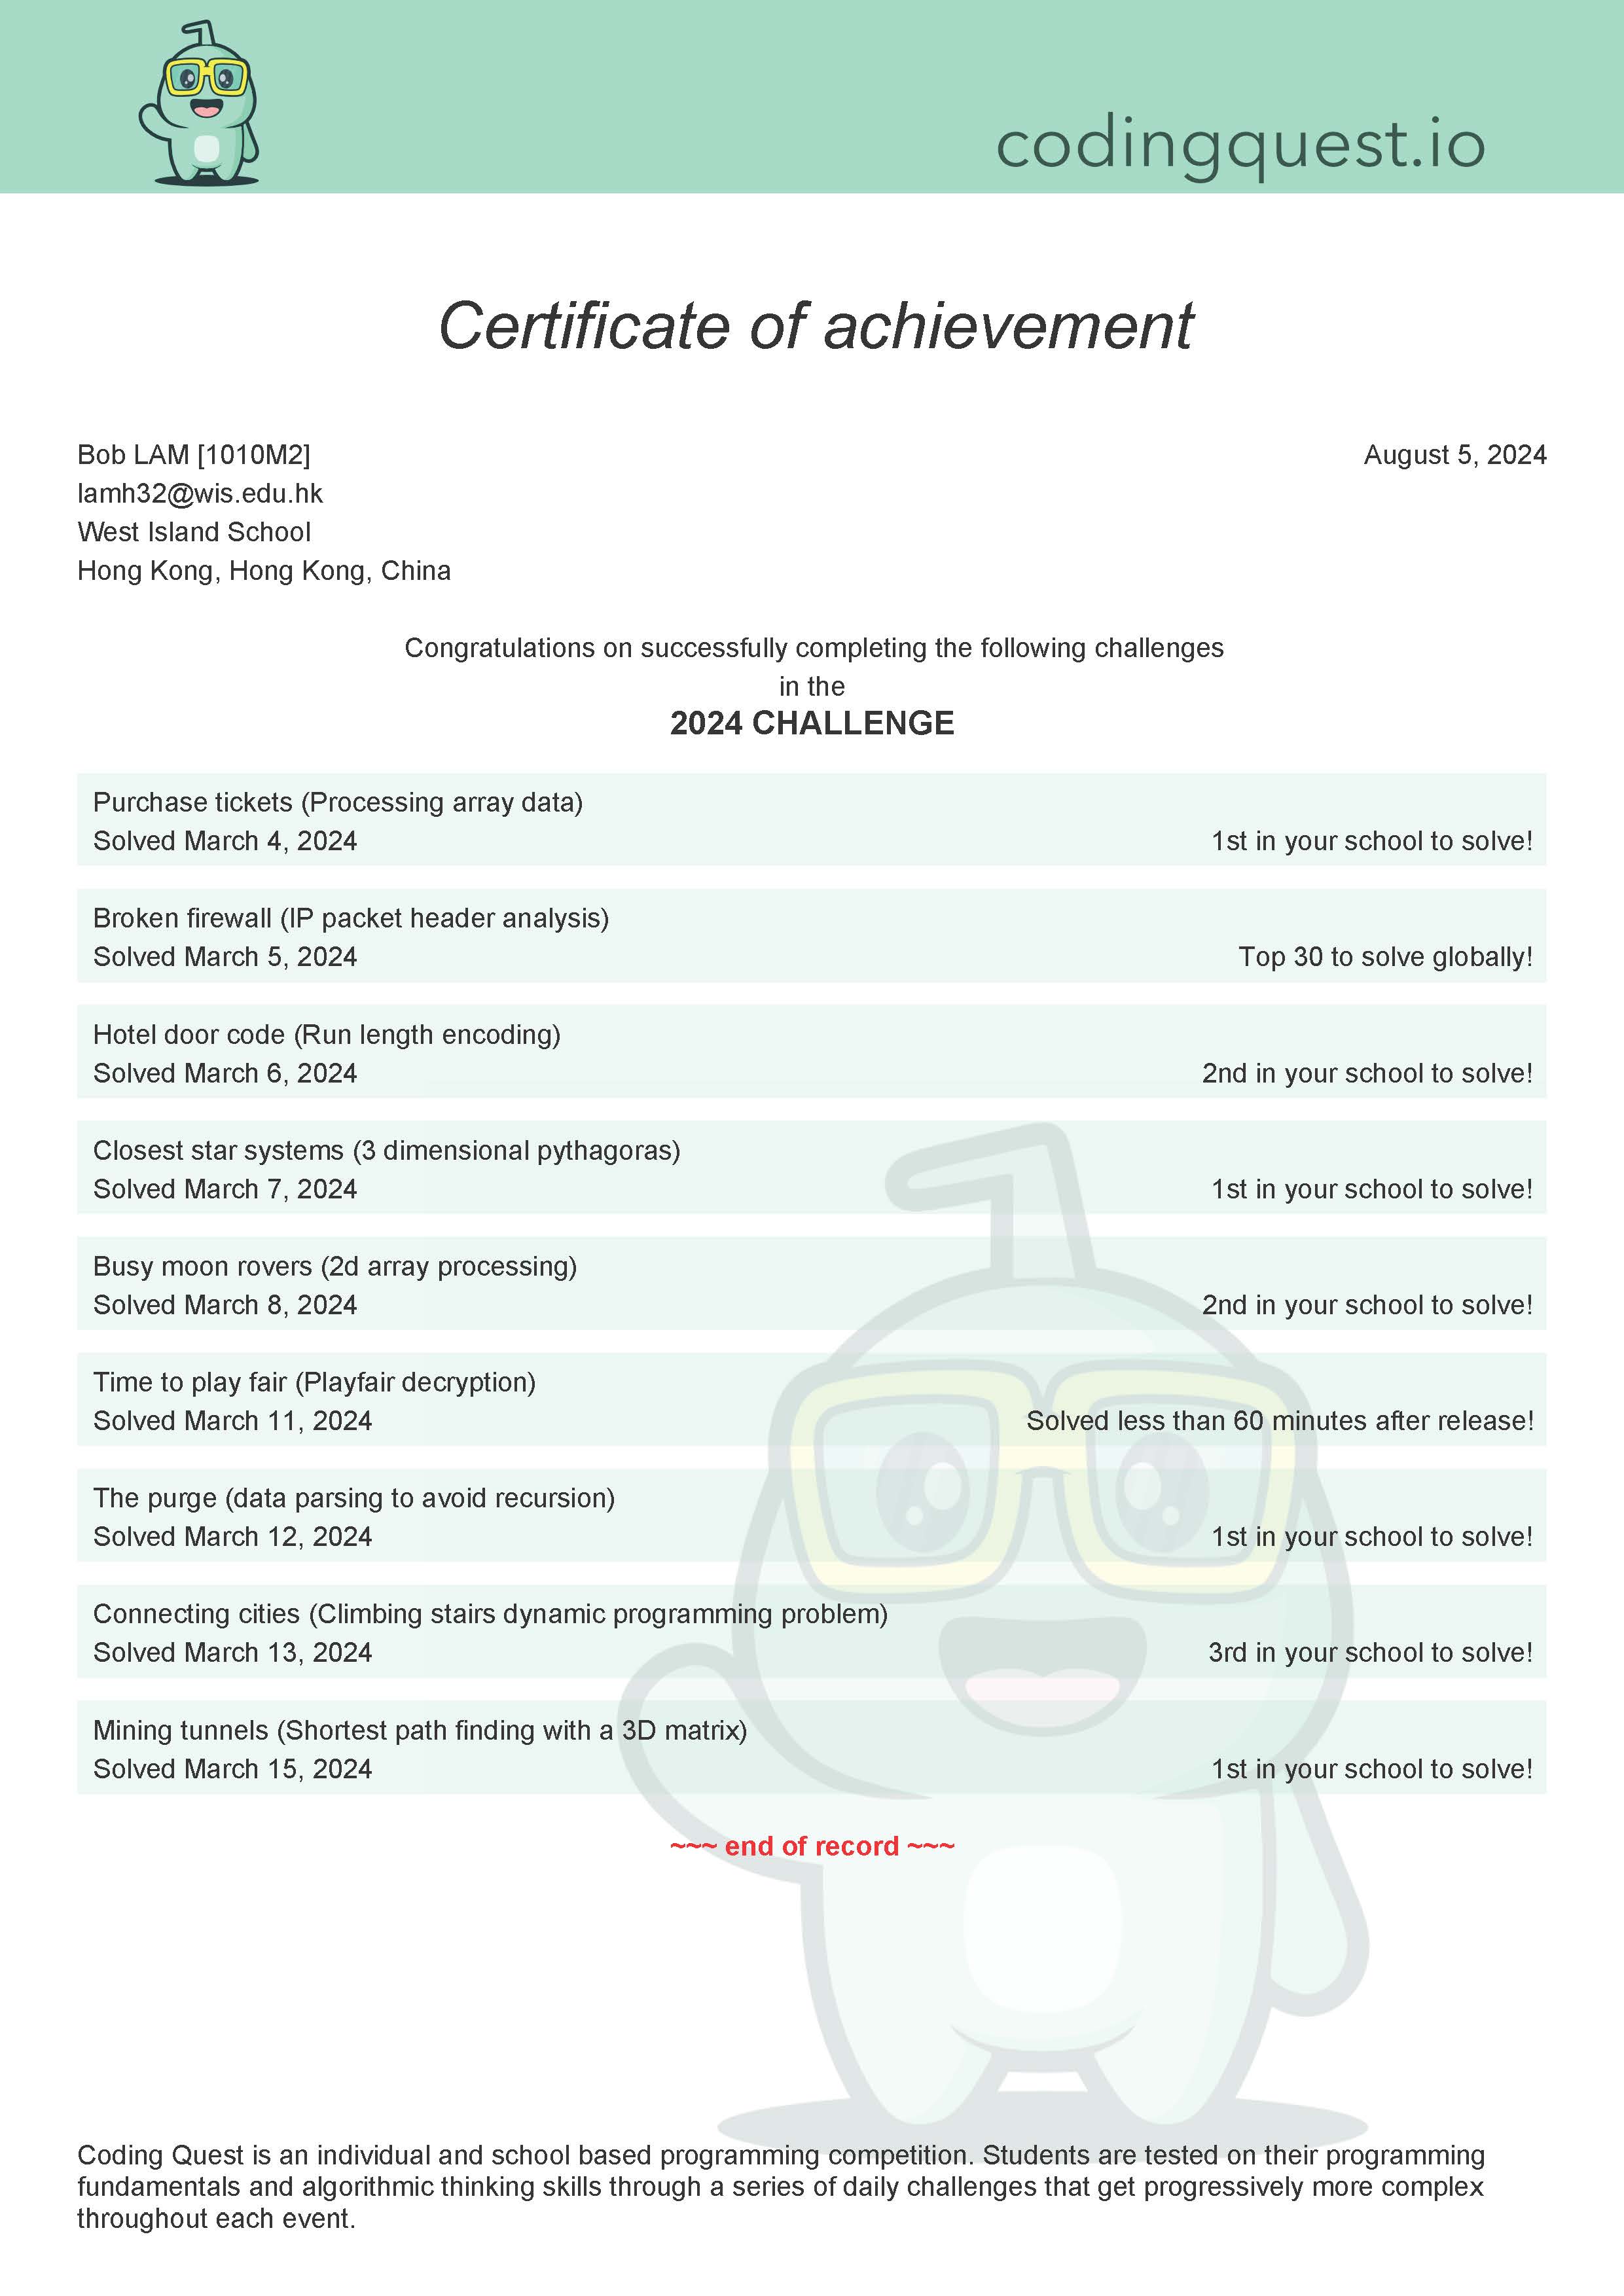 codingquest.io
Certificate of achievement
Bob LAM [1010M2]
August 5, 2024
lamh32@wis.edu.hk
West Island School
Hong Kong, Hong Kong, China
Congratulations on successfully completing the following challenges
in the
2024 CHALLENGE
Purchase tickets (Processing array data)
Solved March 4, 2024
1st in your school to solve!
Broken firewall (IP packet header analysis)
Solved March 5, 2024
Top 30 to solve globally!
Hotel door code (Run length encoding)
Solved March 6, 2024
2nd in your school to solve!
Closest star systems (3 dimensional pythagoras)
Solved March 7, 2024
1st in your school to solve!
Busy moon rovers (2d array processing)
Solved March 8, 2024
2nd in your school to solve!
Time to play fair (Playfair decryption)
Solved March 11, 2024
Solved less than 60 minutes after release!
The purge (data parsing to avoid recursion)
Solved March 12, 2024
1st in your school to solve!
Connecting cities (Climbing stairs dynamic programming problem)
Solved March 13, 2024
3rd in your school to solve!
Mining tunnels (Shortest path finding with a 3D matrix)
Solved March 15, 2024
1st in your school to solve!
~~~ end of record ~~~
Coding Quest is an individual and school based programming competition. Students are tested on their programming
fundamentals and algorithmic thinking skills through a series of daily challenges that get progressively more complex
throughout each event.